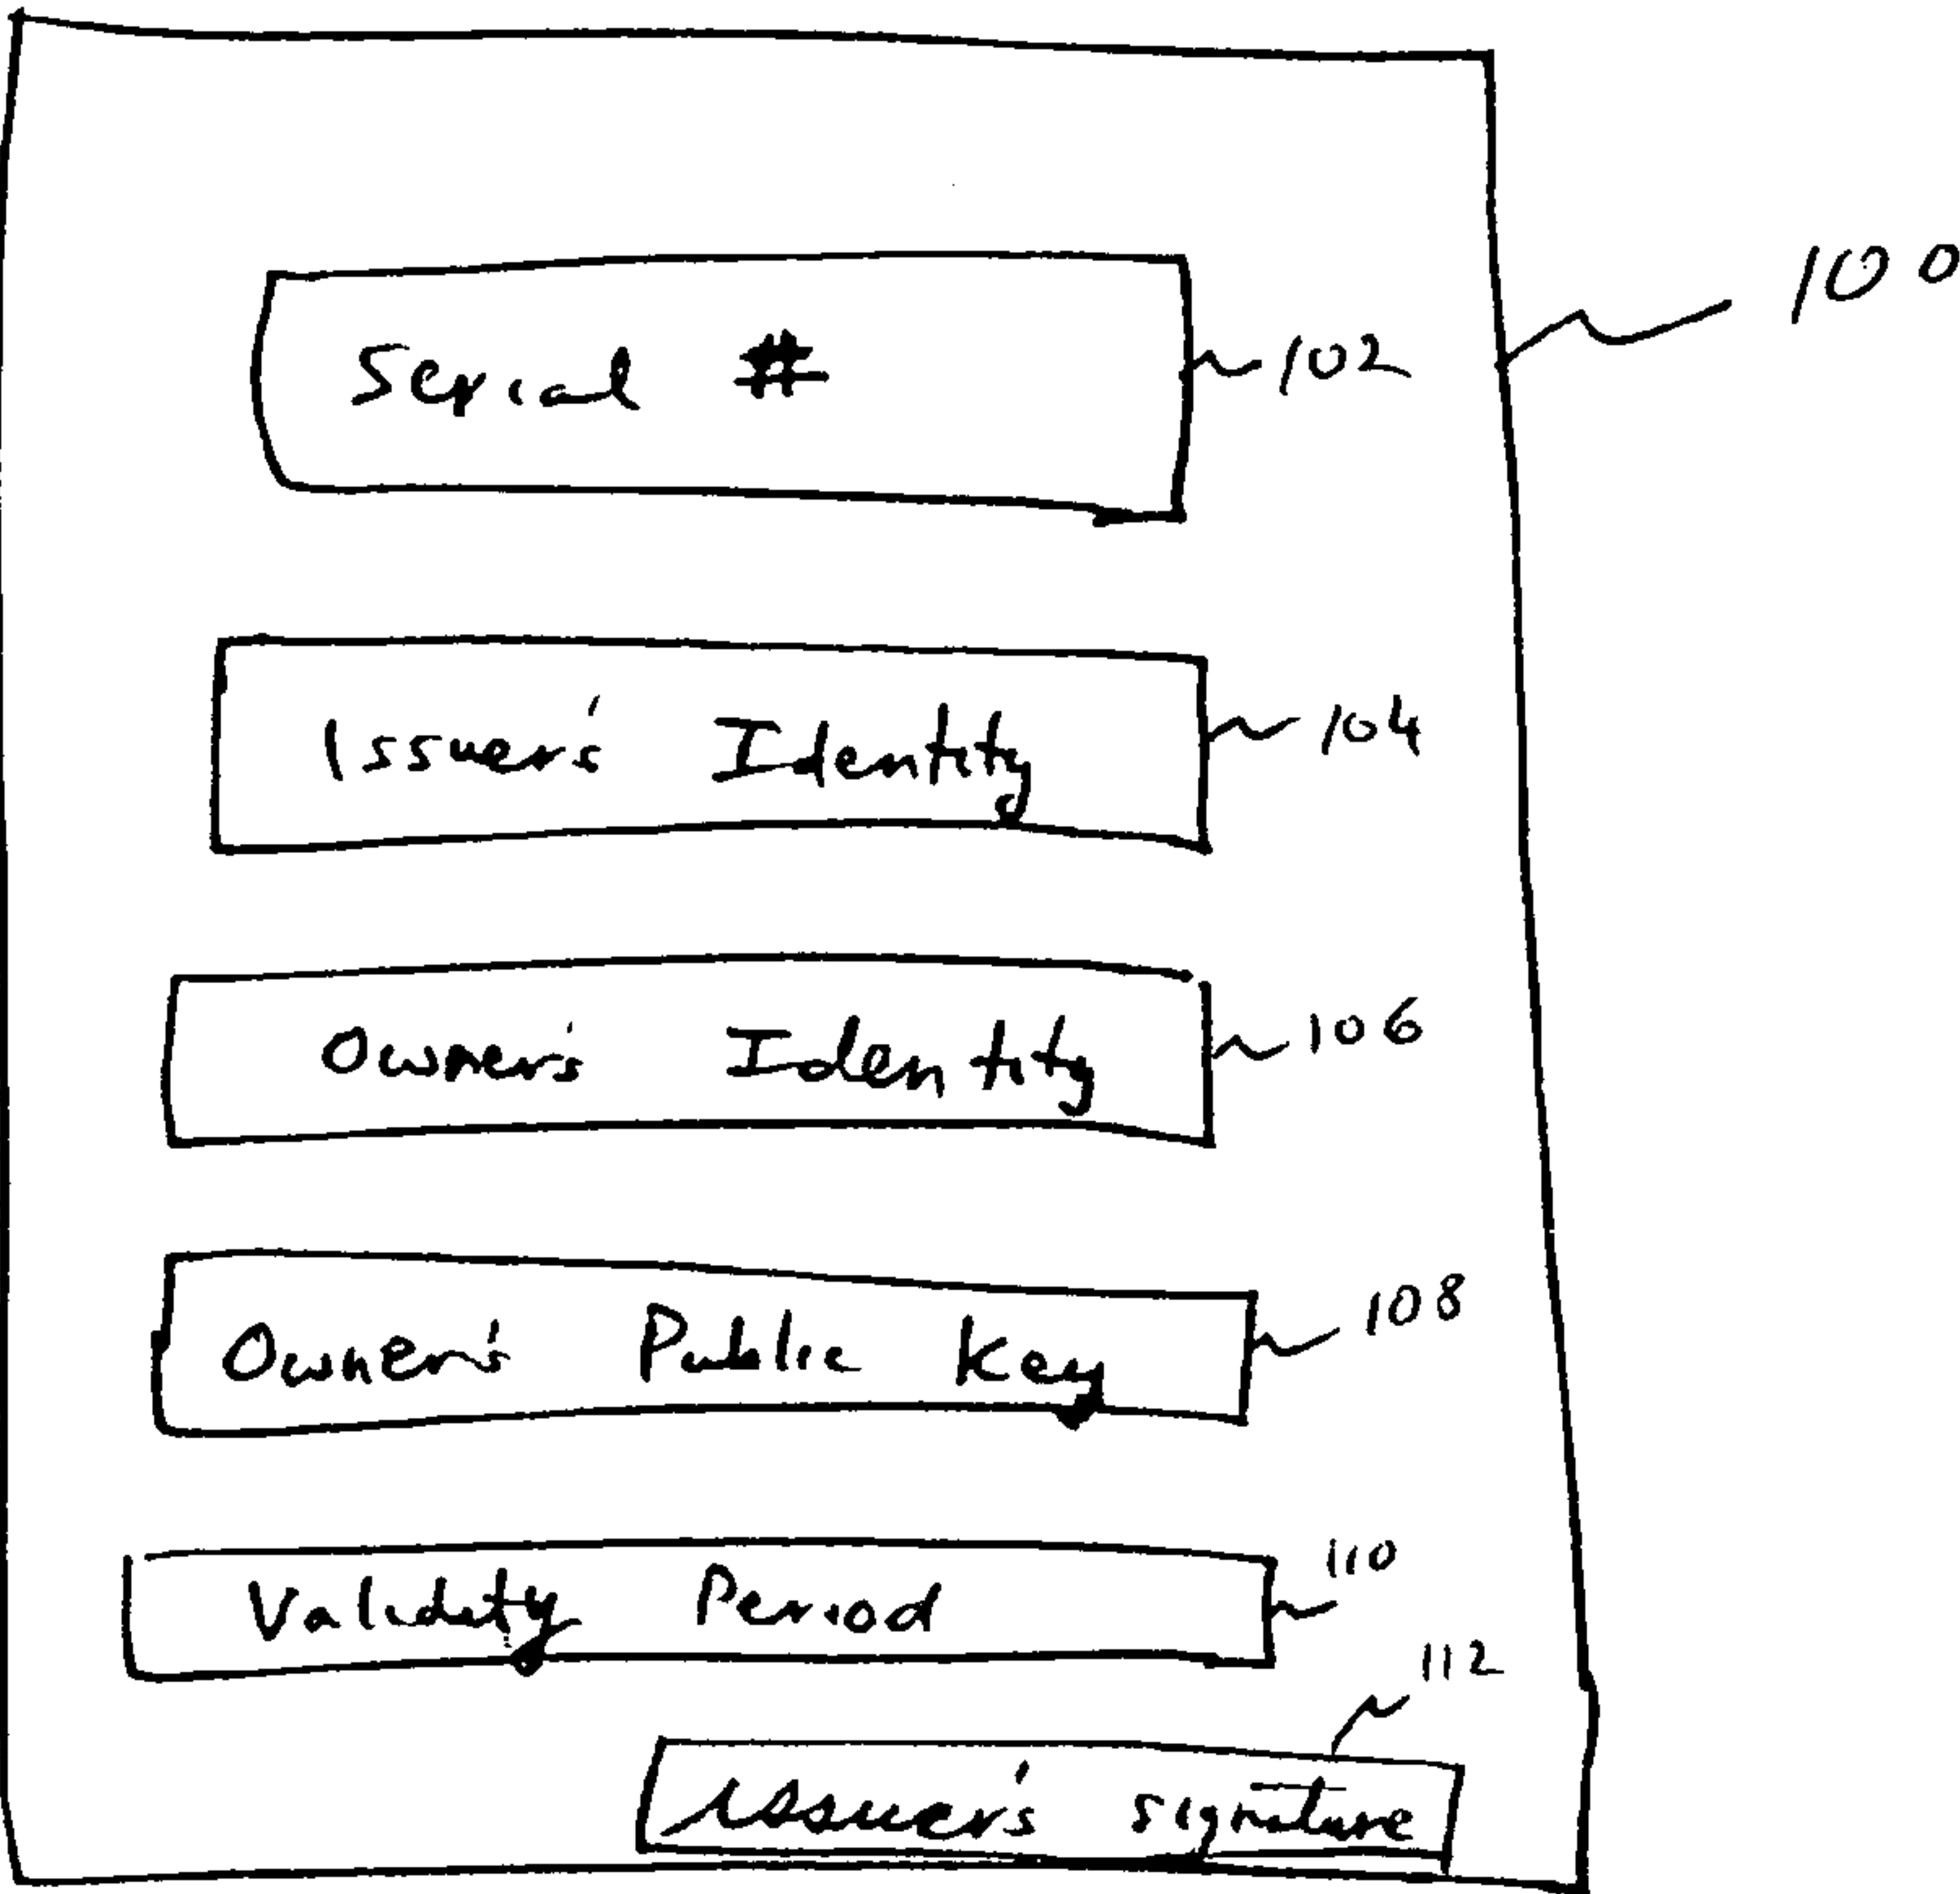 100
Serial # 102
Issuer's Identity 104
Owner's Identity 106
Owner's Public Key 108
Validity Period 110
112
Issuer's signature